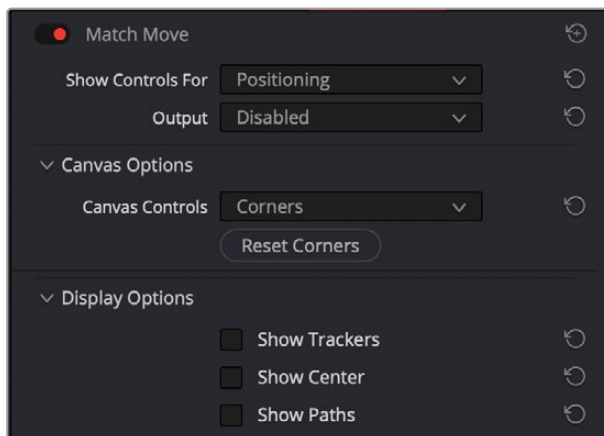 Match Move
Show Controls For Positioning
Output Disabled
Canvas Options
Canvas Controls Corners
Reset Corners
Display Options
Show Trackers
Show Center
Show Paths